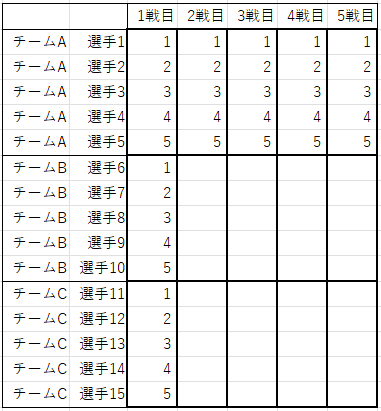 1戦目 2戦目 3戦目 4戦目 5戦目
チームA 選手1 1 1 1 1 1
チームA 選手2 2 2 2 2 2
チームA 選手3 3 3 3 3 3
チームA 選手4 4 4 4 4 4
チームA 選手5 5 5 5 5 5
チームB 選手6 1
チームB 選手7 2
チームB 選手8 3
チームB 選手9 4
チームB 選手10 5
チームC 選手11 1
チームC 選手12 2
チームC 選手13 3
チームC 選手14 4
チームC 選手15 5